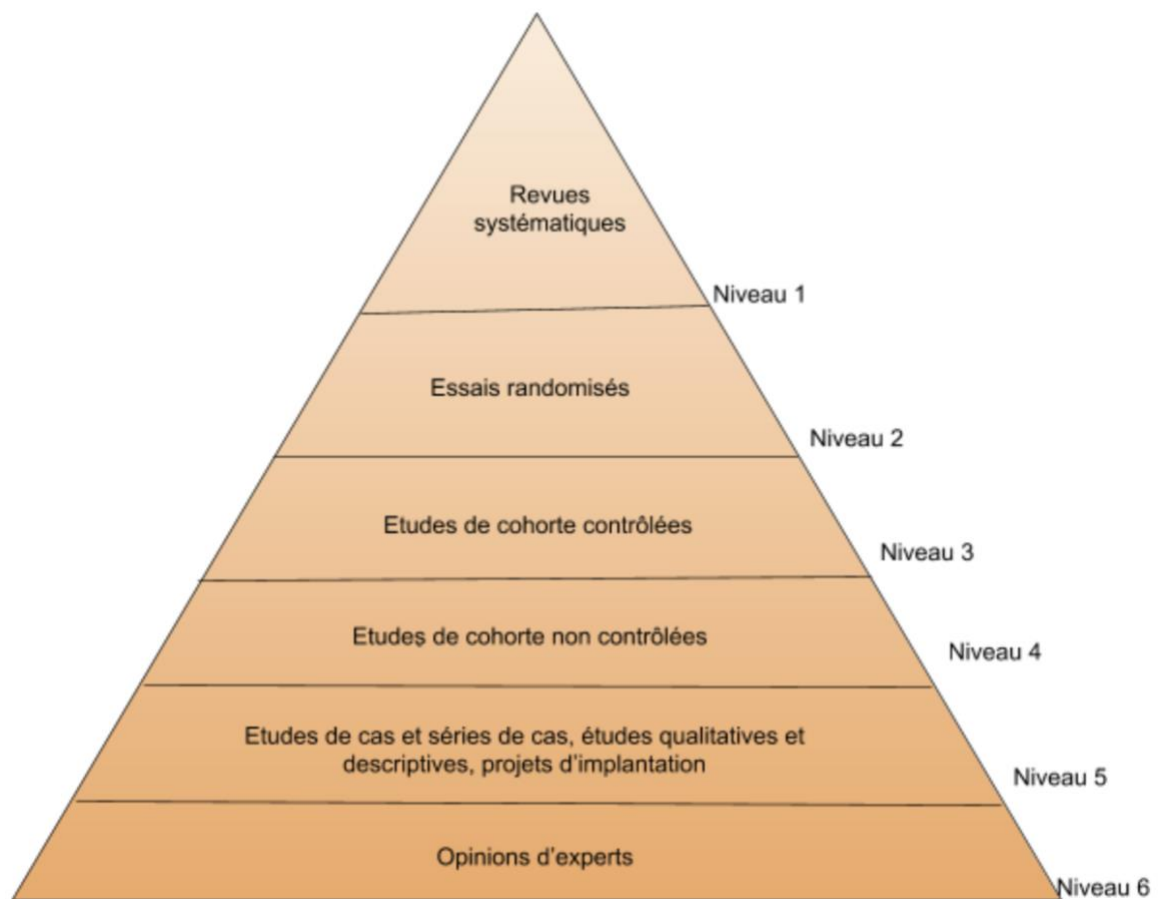 Revues
systématiques
Niveau 1
Essais randomisés
Niveau 2
Etudes de cohorte contrôlées
Niveau 3
Etudes de cohorte non contrôlées
Niveau 4
Etudes de cas et séries de cas, études qualitatives et
descriptives, projets d'implantation
Niveau 5
Opinions d'experts
Niveau 6